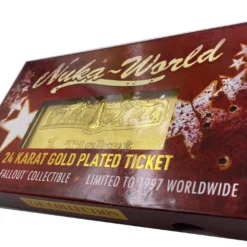 Nuka-World
24 KARAT GOLD PLATED TICKET
FALLOUT COLLECTIBLE • LIMITED TO 1997 WORLDWIDE